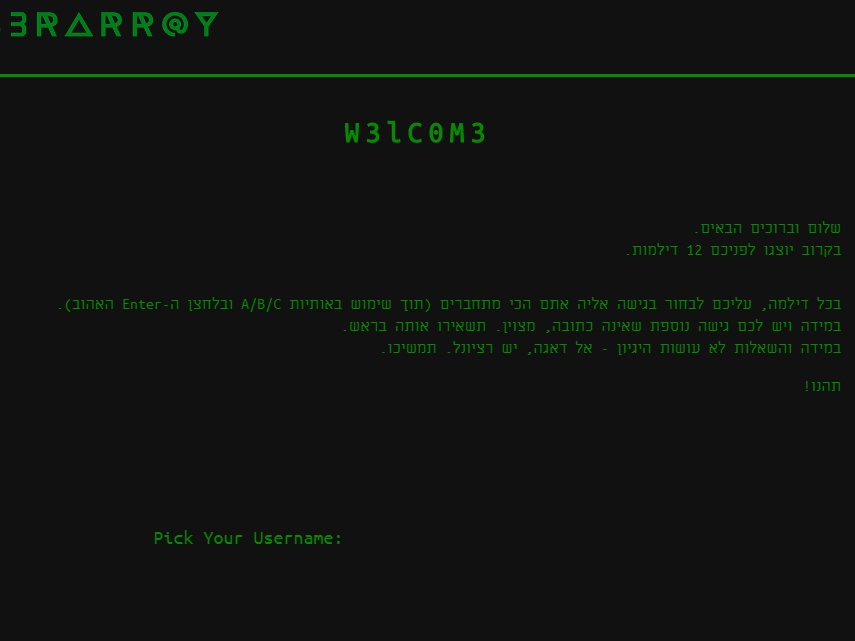 3RARR@Y
W3lC0M3
שלום וברוכים הבאים.
בקרוב יוצגו לפניכם 12 דילמות.
בכל דילמה, עליכם לבחור בגישה אליה אתם הכי מתחברים (תוך שימוש באותיות A/B/C ובלחצן ה-Enter האהוב).
במידה ויש לכם גישה נוספת שאינה כתובה, מצוין. תשאירו אותה בראש.
במידה והשאלות לא עושות היגיון - אל דאגה, יש רציונל. תמשיכו.
תהנו!
Pick Your Username: